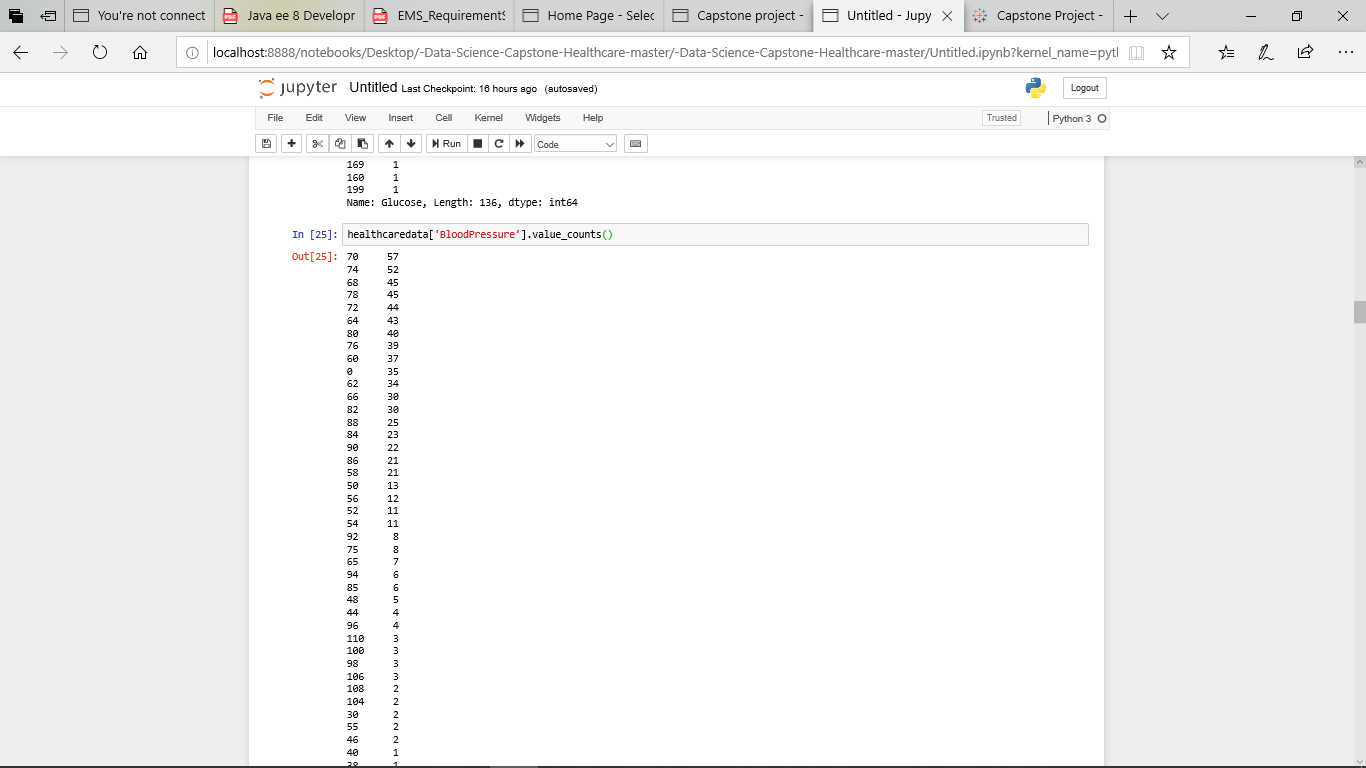 You're not connect
Java ee 8 Developr
EMS_Requirements
Home Page - Selec
Capstone project -
Untitled - Jupy
Capstone Project -
localhost:8888/notebooks/Desktop/-Data-Science-Capstone-Healthcare-master/-Data-Science-Capstone-Healthcare-master/Untitled.ipynb?kernel_name=pytl
jupyter Untitled Last Checkpoint: 16 hours ago (autosaved)
Logout
File Edit View Insert Cell Kernel Widgets Help
Trusted
Python 3
Run
Code
169 1
160 1
199 1
Name: Glucose, Length: 136, dtype: int64
In [25]: healthcaredata['BloodPressure'].value_counts()
Out[25]: 70 57
74 52
68 45
78 45
72 44
64 43
80 40
76 39
60 37
0 35
62 34
66 30
82 30
88 25
84 23
90 22
86 21
58 21
50 13
56 12
52 11
54 11
92 8
75 8
65 7
94 6
85 6
48 5
44 4
96 4
110 3
100 3
98 3
106 3
108 2
104 2
30 2
55 2
46 2
40 1
38 1